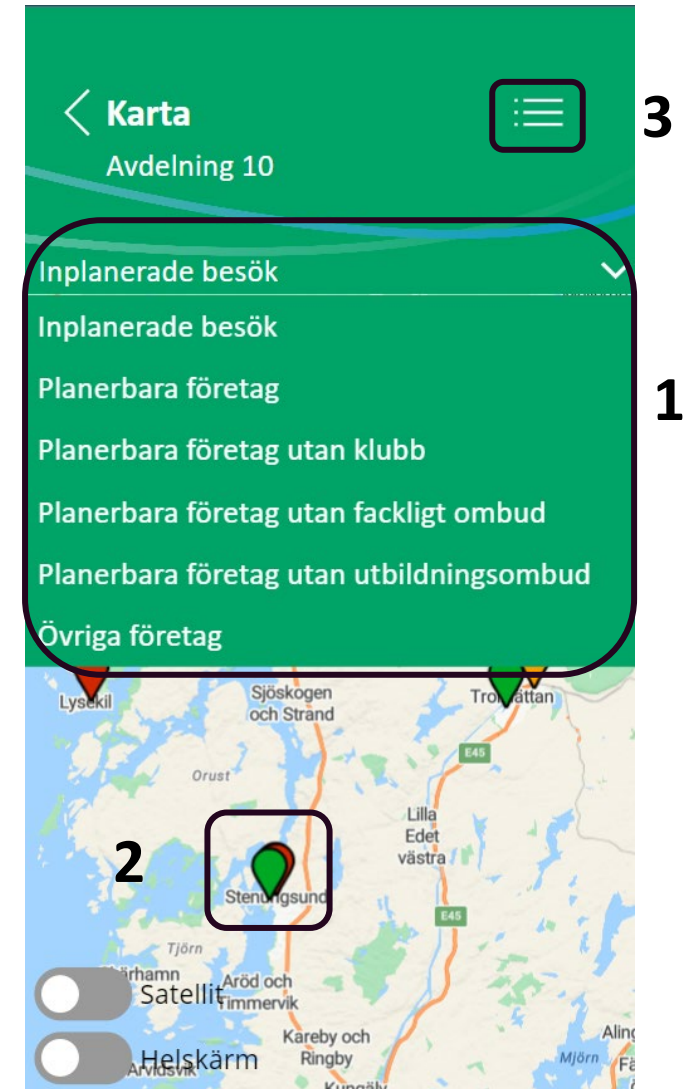 Karta
3
Avdelning 10
Inplanerade besök
Inplanerade besök
Planerbara företag
1
Planerbara företag utan klubb
Planerbara företag utan fackligt ombud
Planerbara företag utan utbildningsombud
Övriga företag
Lysekil
Sjöskogen
och Strand
Trollhättan
E45
Orust
Lilla
Edet
västra
2
Stenungsund
E45
Tjörn
Satellit
Aröd och
Timmervik
Kareby och
Ringby
Helskärm
Mjörn